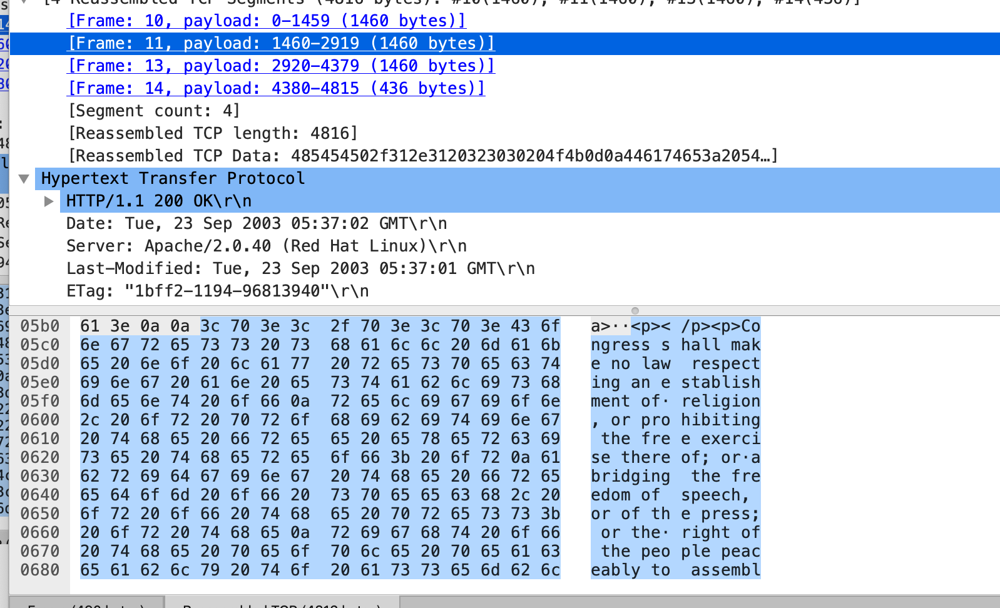 [4 Reassembled TCP Segments (4816 bytes): #10(1460), #11(1460), #13(1460), #14(436)]
[Frame: 10, payload: 0-1459 (1460 bytes)]
[Frame: 11, payload: 1460-2919 (1460 bytes)]
[Frame: 13, payload: 2920-4379 (1460 bytes)]
[Frame: 14, payload: 4380-4815 (436 bytes)]
[Segment count: 4]
[Reassembled TCP length: 4816]
[Reassembled TCP Data: 485454502f312e3120323030204f4b0d0a446174653a2054…]
Hypertext Transfer Protocol
HTTP/1.1 200 OK\r\n
Date: Tue, 23 Sep 2003 05:37:02 GMT\r\n
Server: Apache/2.0.40 (Red Hat Linux)\r\n
Last-Modified: Tue, 23 Sep 2003 05:37:01 GMT\r\n
ETag: "1bff2-1194-96813940"\r\n
05b0 61 3e 0a 0a 3c 70 3e 3c 2f 70 3e 3c 70 3e 43 6f a>··<p>< /p><p>Co
05c0 6e 67 72 65 73 73 20 73 68 61 6c 6c 20 6d 61 6b ngress s hall mak
05d0 65 20 6e 6f 20 6c 61 77 20 72 65 73 70 65 63 74 e no law respect
05e0 69 6e 67 20 61 6e 20 65 73 74 61 62 6c 69 73 68 ing an e stablish
05f0 6d 65 6e 74 20 6f 66 0a 72 65 6c 69 67 69 6f 6e ment of· religion
0600 2c 20 6f 72 20 70 72 6f 68 69 62 69 74 69 6e 67 , or pro hibiting
0610 20 74 68 65 20 66 72 65 65 20 65 78 65 72 63 69 the fre e exerci
0620 73 65 20 74 68 65 72 65 6f 66 3b 20 6f 72 0a 61 se there of; or·a
0630 62 72 69 64 67 69 6e 67 20 74 68 65 20 66 72 65 bridging the fre
0640 65 64 6f 6d 20 6f 66 20 73 70 65 65 63 68 2c 20 edom of speech,
0650 6f 72 20 6f 66 20 74 68 65 20 70 72 65 73 73 3b or of th e press;
0660 20 6f 72 20 74 68 65 0a 72 69 67 68 74 20 6f 66 or the· right of
0670 20 74 68 65 20 70 65 6f 70 6c 65 20 70 65 61 63 the peo ple peac
0680 65 61 62 6c 79 20 74 6f 20 61 73 73 65 6d 62 6c eably to assembl